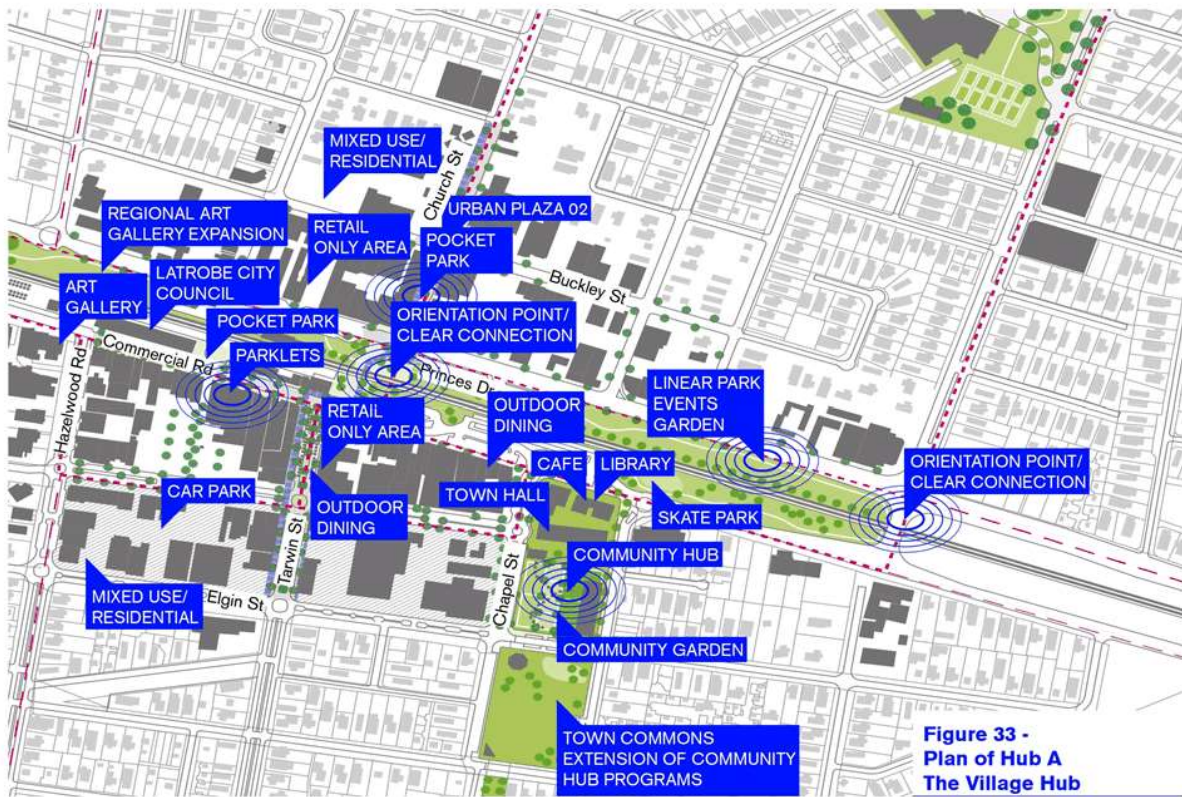 MIXED USE/
RESIDENTIAL
Church St
URBAN PLAZA 02
REGIONAL ART
GALLERY EXPANSION
RETAIL
ONLY AREA
POCKET
PARK
LATROBE CITY
COUNCIL
Buckley St
ART
GALLERY
POCKET PARK
ORIENTATION POINT/
CLEAR CONNECTION
Commercial Rd
PARKLETS
Princes Dr
Hazelwood Rd
RETAIL
ONLY AREA
OUTDOOR
DINING
LINEAR PARK
EVENTS
GARDEN
CAFE
LIBRARY
ORIENTATION POINT/
CLEAR CONNECTION
CAR PARK
TOWN HALL
SKATE PARK
OUTDOOR
DINING
Tarwin St
COMMUNITY HUB
Chapel St
MIXED USE/
RESIDENTIAL
Elgin St
COMMUNITY GARDEN
TOWN COMMONS
EXTENSION OF COMMUNITY
HUB PROGRAMS
Figure 33 -
Plan of Hub A
The Village Hub